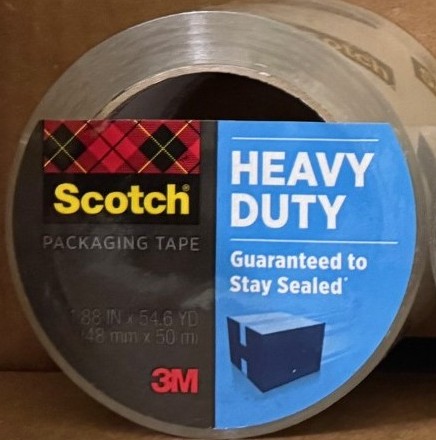 Scotch
Scotch®
PACKAGING TAPE
1.88 IN x 54.6 YD
(48 mm x 50 m)
3M
HEAVY
DUTY
Guaranteed to
Stay Sealed*